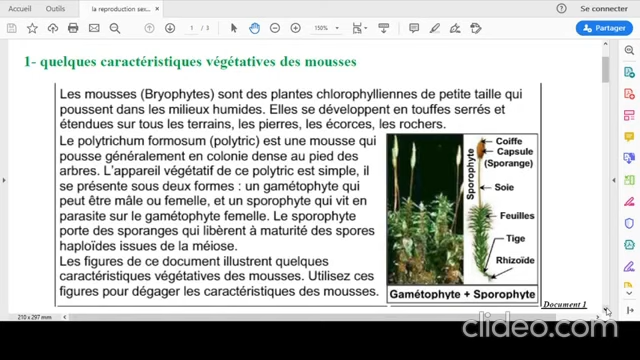 Accueil Outils la reproduction sex... × Se connecter
1 / 3 150% Partager
1- quelques caractéristiques végétatives des mousses
Les mousses (Bryophytes) sont des plantes chlorophylliennes de petite taille qui
poussent dans les milieux humides. Elles se développent en touffes serrés et
étendues sur tous les terrains, les pierres, les écorces, les rochers.
Le polytrichum formosum (polytric) est une mousse qui
pousse généralement en colonie dense au pied des
arbres. L'appareil végétatif de ce polytric est simple, il
se présente sous deux formes : un gamétophyte qui
peut être mâle ou femelle, et un sporophyte qui vit en
parasite sur le gamétophyte femelle. Le sporophyte
porte des sporanges qui libèrent à maturité des spores
haploïdes issues de la méiose.
Les figures de ce document illustrent quelques
caractéristiques végétatives des mousses. Utilisez ces
figures pour dégager les caractéristiques des mousses.
Coiffe
Capsule
(Sporange)
Sporophyte
Soie
Feuilles
Tige
Rhizoïde
Gamétophyte + Sporophyte
Document 1
210 x 297 mm
clideo.com